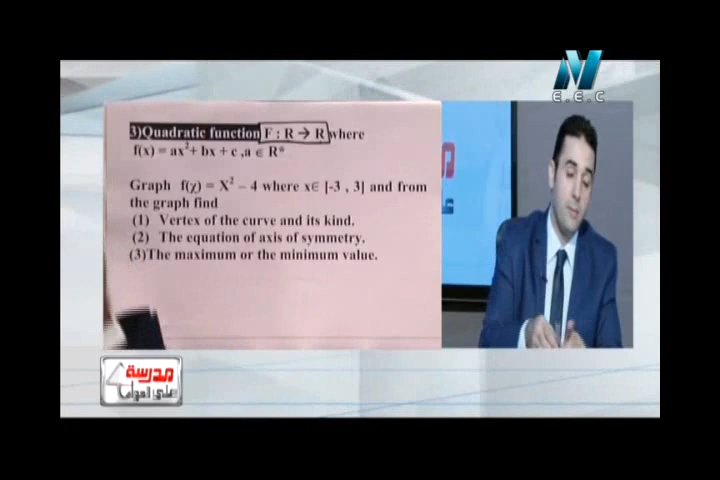 E.E.C
3)Quadratic function F : R → R where
f(x) = ax²+ bx + c ,a ∈ R*
Graph f(χ) = X² – 4 where x∈ [-3 , 3] and from
the graph find
(1) Vertex of the curve and its kind.
(2) The equation of axis of symmetry.
(3)The maximum or the minimum value.
مدرسة
على الهواء